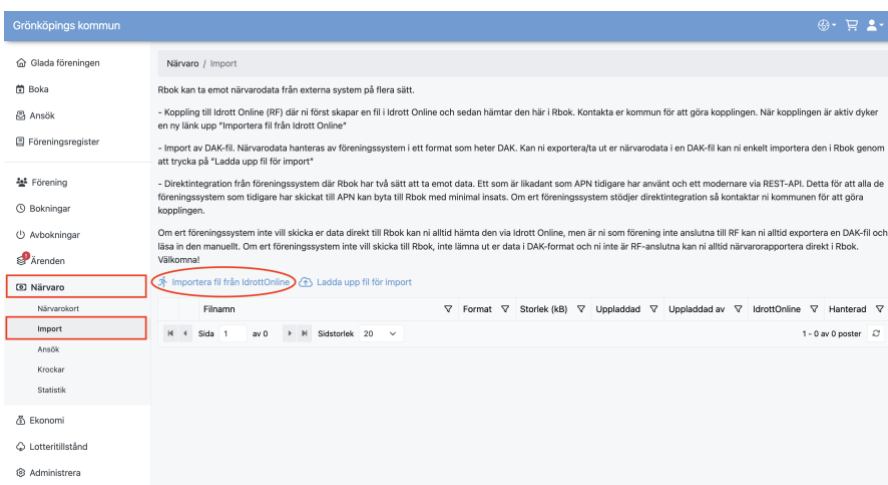 Grönköpings kommun
Glada föreningen
Boka
Ansök
Föreningsregister
Förening
Bokningar
Avbokningar
Ärenden
Närvaro
Närvarokort
Import
Ansök
Krockar
Statistik
Ekonomi
Lotteritillstånd
Administrera
Närvaro / Import
Rbok kan ta emot närvarodata från externa system på flera sätt.
- Koppling till Idrott Online (RF) där ni först skapar en fil i Idrott Online och sedan hämtar den här i Rbok. Kontakta er kommun för att göra kopplingen. När kopplingen är aktiv dyker
en ny länk upp "Importera fil från Idrott Online"
- Import av DAK-fil. Närvarodata hanteras av föreningssystem i ett format som heter DAK. Kan ni exportera/ta ut er närvarodata i en DAK-fil kan ni enkelt importera den i Rbok genom
att trycka på "Ladda upp fil för import"
- Direktintegration från föreningssystem där Rbok har två sätt att ta emot data. Ett som är likadant som APN tidigare har använt och ett modernare via REST-API. Detta för att alla de
föreningssystem som tidigare har skickat till APN kan byta till Rbok med minimal insats. Om ert föreningssystem stödjer direktintegration så kontaktar ni kommunen för att göra
kopplingen.
Om ert föreningssystem inte vill skicka er data direkt till Rbok kan ni alltid hämta den via Idrott Online, men är ni som förening inte anslutna till RF kan ni alltid exportera en DAK-fil och
läsa in den manuellt. Om ert föreningssystem inte vill skicka till Rbok, inte lämna ut er data i DAK-format och ni inte är RF-anslutna kan ni alltid närvarorapportera direkt i Rbok.
Välkomna!
Importera fil från IdrottOnline Ladda upp fil för import
Filnamn Format Storlek (kB) Uppladdad Uppladdad av IdrottOnline Hanterad
Sida 1 av 0 Sidstorlek 20 1 - 0 av 0 poster